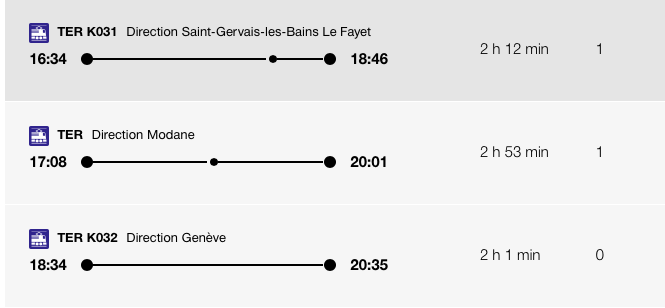 TER K031 Direction Saint-Gervais-les-Bains Le Fayet
16:34 18:46 2 h 12 min 1
TER Direction Modane
17:08 20:01 2 h 53 min 1
TER K032 Direction Genève
18:34 20:35 2 h 1 min 0